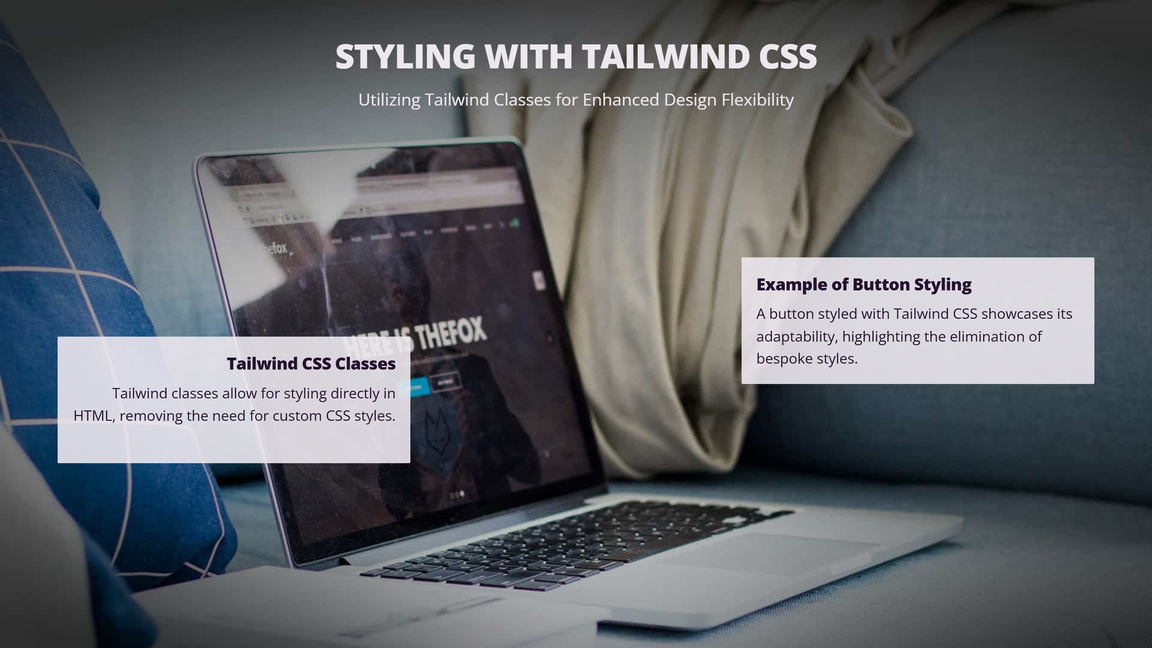 STYLING WITH TAILWIND CSS
Utilizing Tailwind Classes for Enhanced Design Flexibility
HERE IS THEFOX
Tailwind CSS Classes
Tailwind classes allow for styling directly in
HTML, removing the need for custom CSS styles.
Example of Button Styling
A button styled with Tailwind CSS showcases its
adaptability, highlighting the elimination of
bespoke styles.